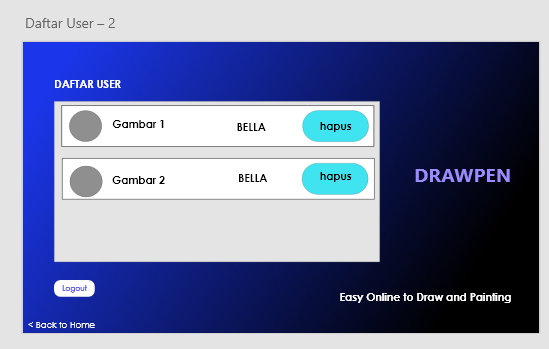 Daftar User – 2
DAFTAR USER
Gambar 1
BELLA
hapus
Gambar 2
BELLA
hapus
DRAWPEN
Logout
Easy Online to Draw and Painting
< Back to Home